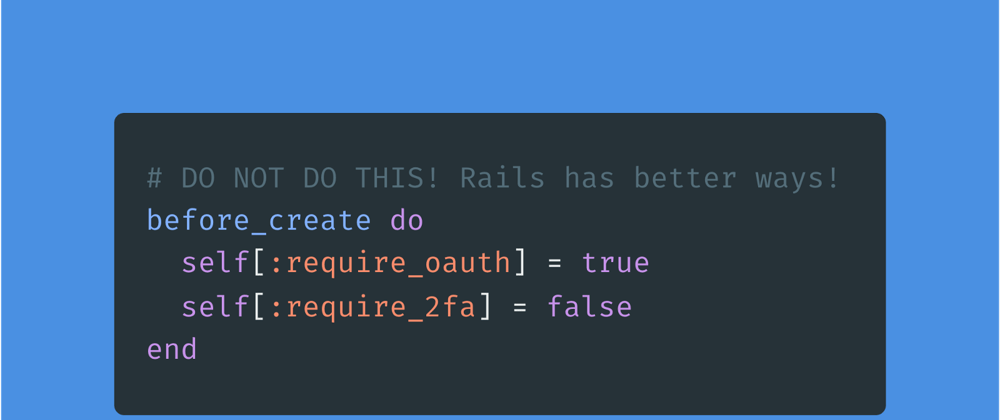 # DO NOT DO THIS! Rails has better ways!
before_create do
  self[:require_oauth] = true
  self[:require_2fa] = false
end